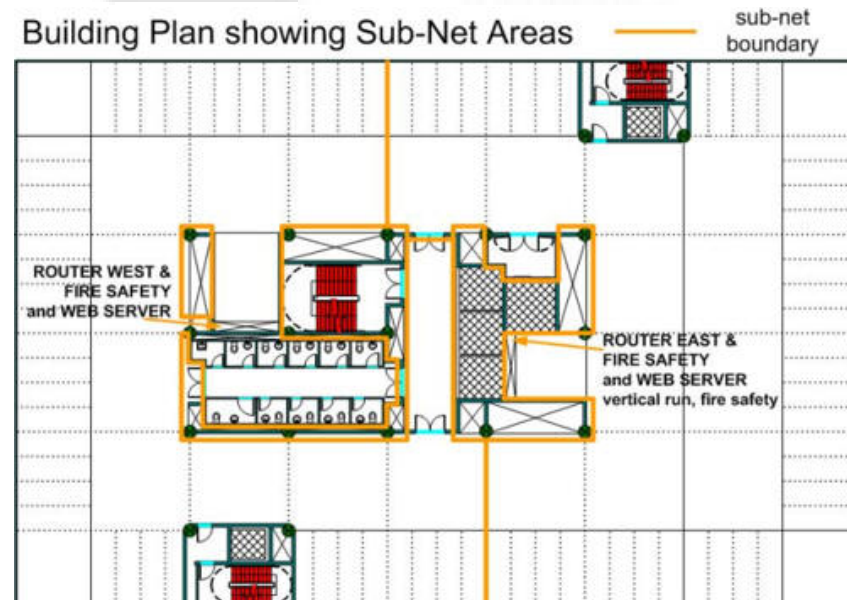 Building Plan showing Sub-Net Areas
sub-net
boundary
ROUTER WEST &
FIRE SAFETY
and WEB SERVER
ROUTER EAST &
FIRE SAFETY
and WEB SERVER
vertical run, fire safety